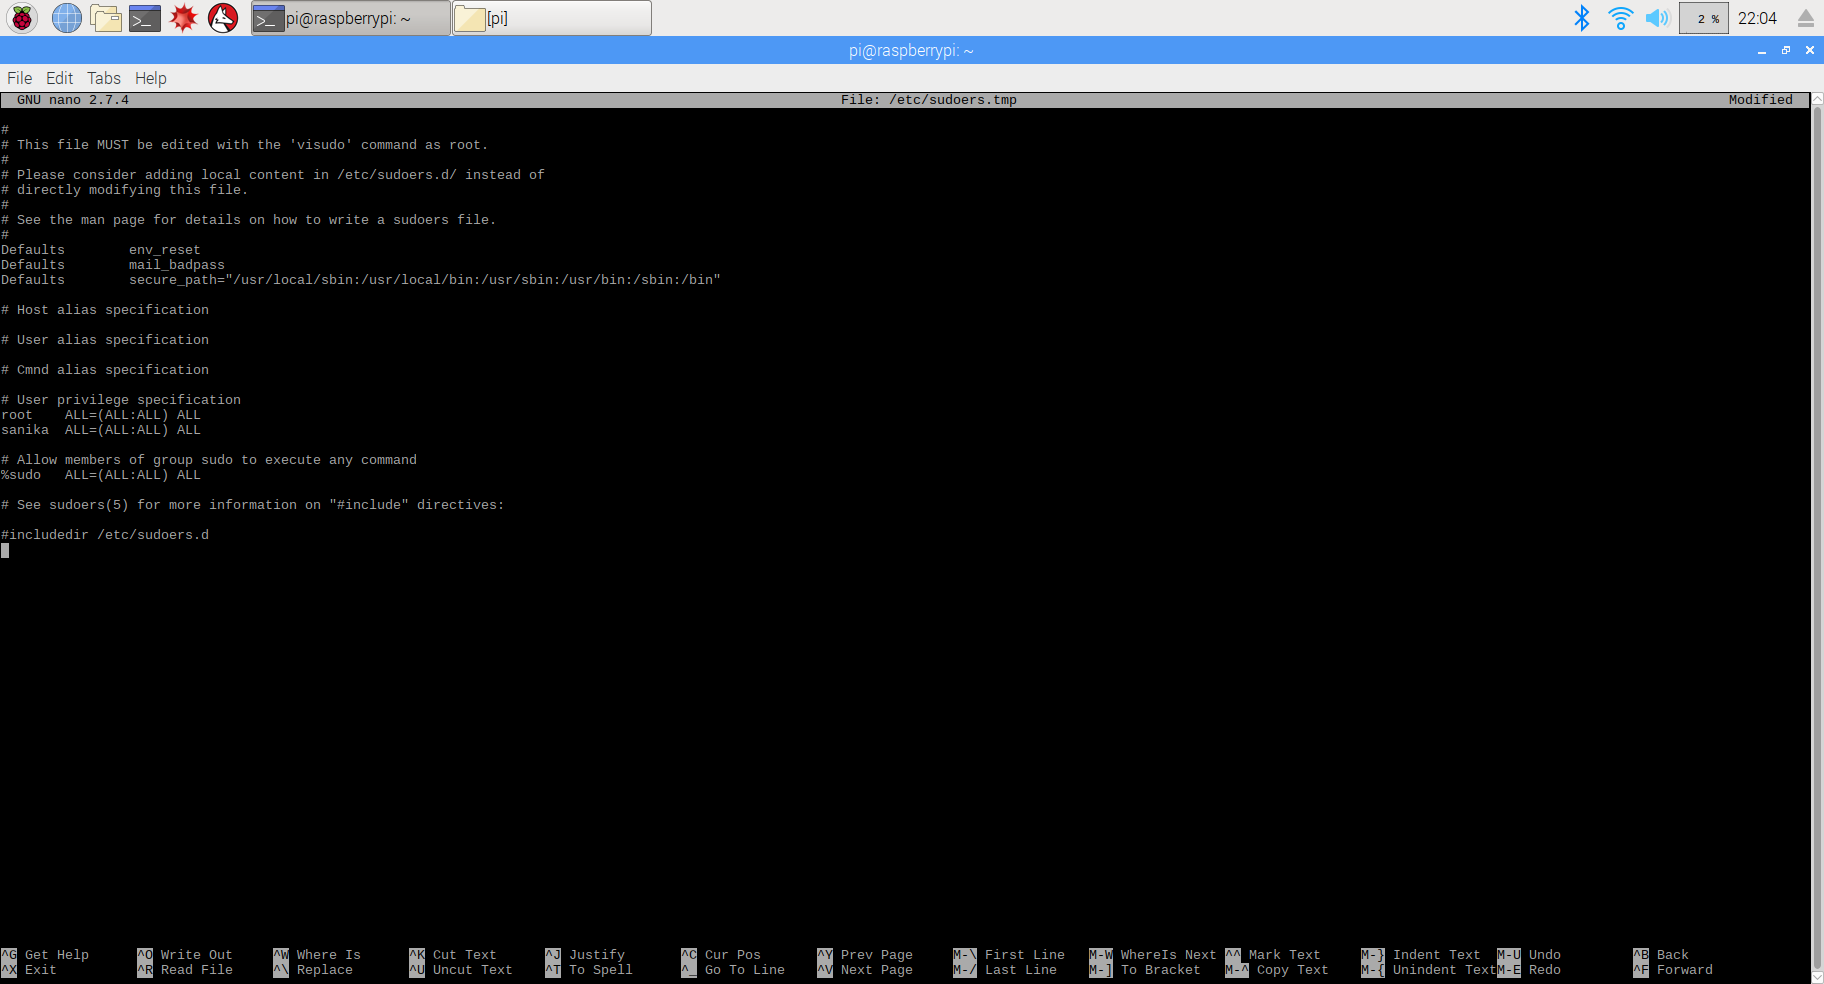 pi@raspberrypi: ~
[pi]
2 %
22:04
pi@raspberrypi: ~
File Edit Tabs Help
GNU nano 2.7.4 File: /etc/sudoers.tmp Modified
#
# This file MUST be edited with the 'visudo' command as root.
#
# Please consider adding local content in /etc/sudoers.d/ instead of
# directly modifying this file.
#
# See the man page for details on how to write a sudoers file.
#
Defaults        env_reset
Defaults        mail_badpass
Defaults        secure_path="/usr/local/sbin:/usr/local/bin:/usr/sbin:/usr/bin:/sbin:/bin"
# Host alias specification
# User alias specification
# Cmnd alias specification
# User privilege specification
root    ALL=(ALL:ALL) ALL
sanika  ALL=(ALL:ALL) ALL
# Allow members of group sudo to execute any command
%sudo   ALL=(ALL:ALL) ALL
# See sudoers(5) for more information on "#include" directives:
#includedir /etc/sudoers.d
^G Get Help ^O Write Out ^W Where Is ^K Cut Text ^J Justify ^C Cur Pos ^Y Prev Page M-\ First Line M-W WhereIs Next ^^ Mark Text M-} Indent Text M-U Undo ^B Back
^X Exit ^R Read File ^\ Replace ^U Uncut Text ^T To Spell ^_ Go To Line ^V Next Page M-/ Last Line M-] To Bracket M-^ Copy Text M-{ Unindent Text M-E Redo ^F Forward